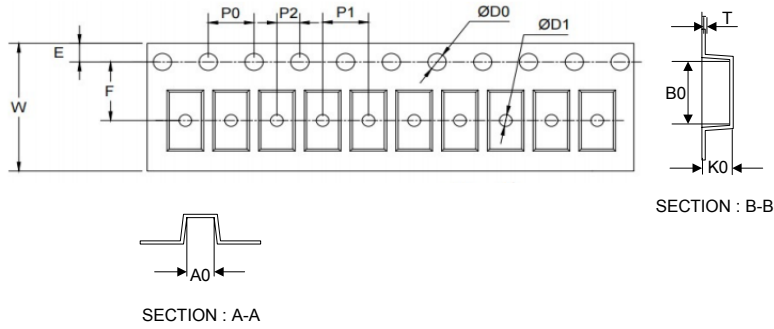 P0 P2 P1 ØD0
E
F
W
ØD1
T
B0
K0
SECTION : B-B
A0
SECTION : A-A